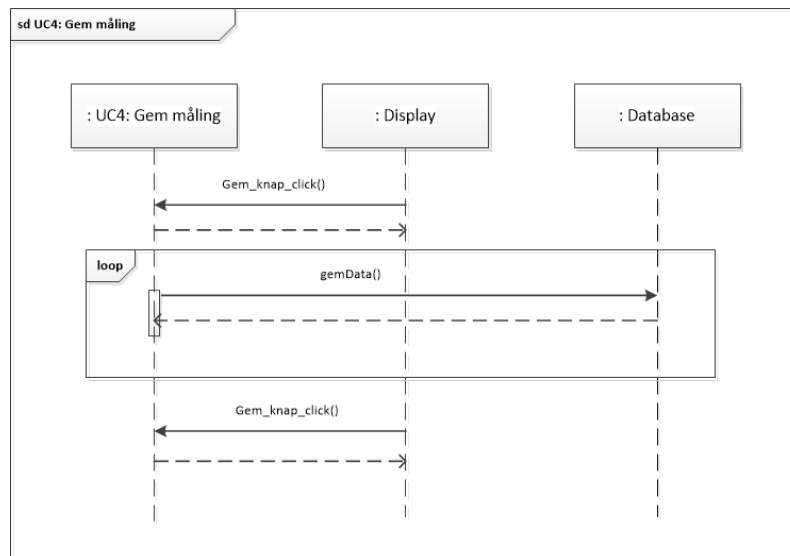 sd UC4: Gem måling
: UC4: Gem måling
: Display
: Database
Gem_knap_click()
loop
gemData()
Gem_knap_click()